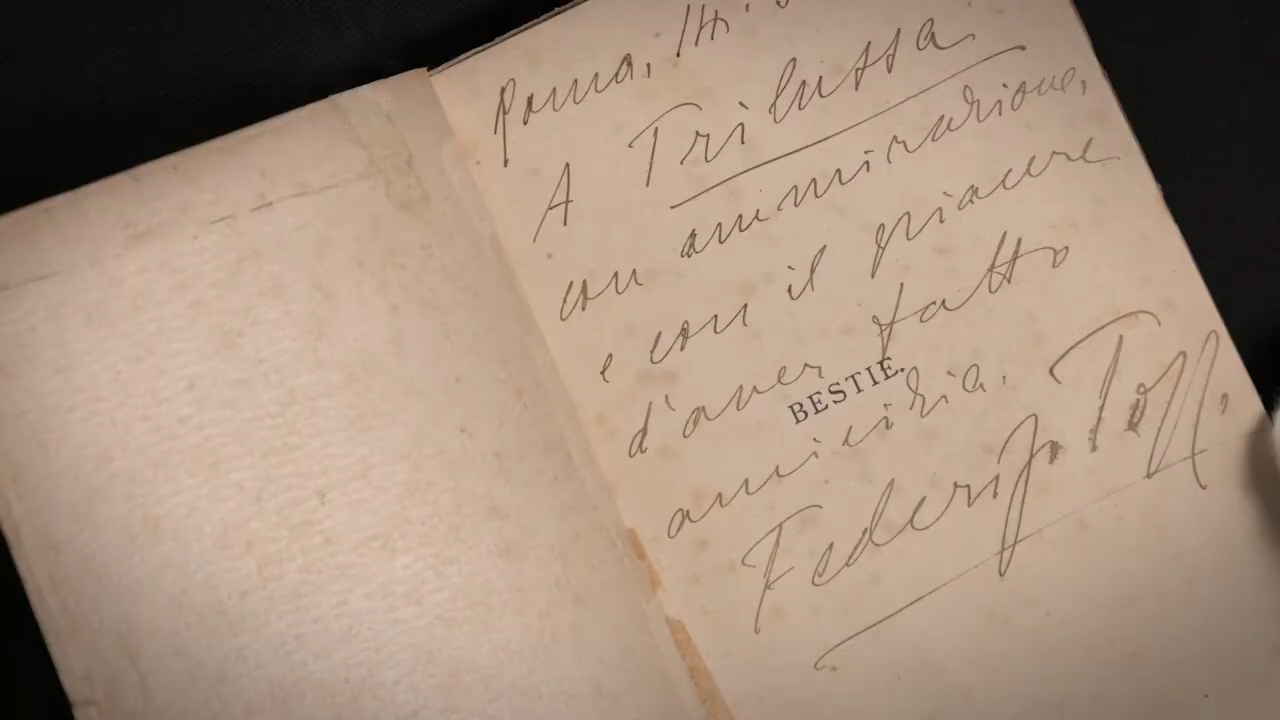 Roma,
A Trilussa
con ammirazione,
e con il piacere
d'aver fatto
BESTIE.
amicizia.
Federigo Tozzi.